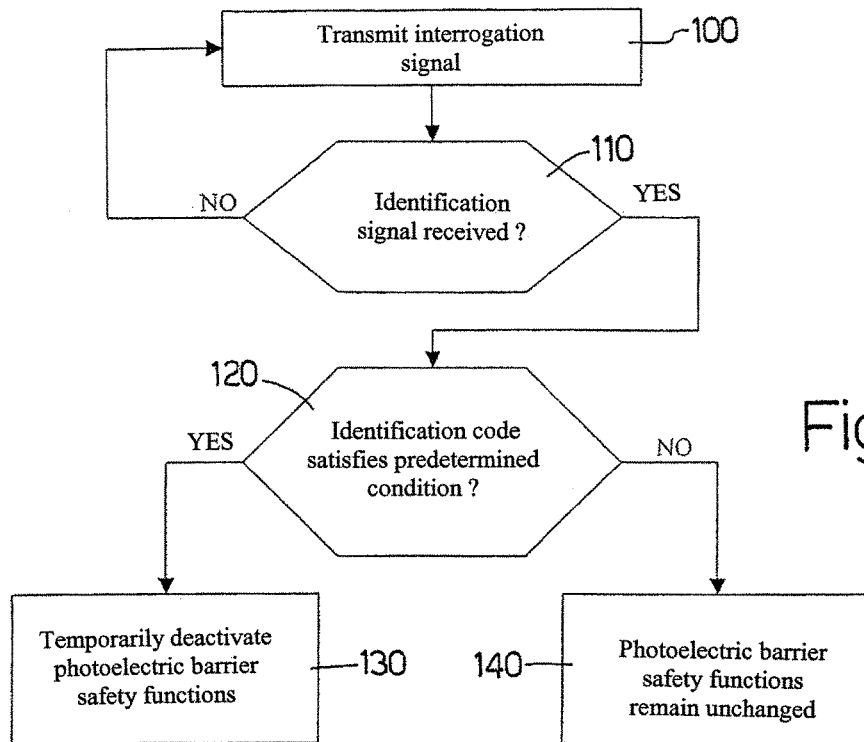 Transmit interrogation
signal
100
110
NO
YES
Identification
signal received ?
120
YES
NO
Identification code
satisfies predetermined
condition ?
Fig
Temporarily deactivate
photoelectric barrier
safety functions
130
140
Photoelectric barrier
safety functions
remain unchanged